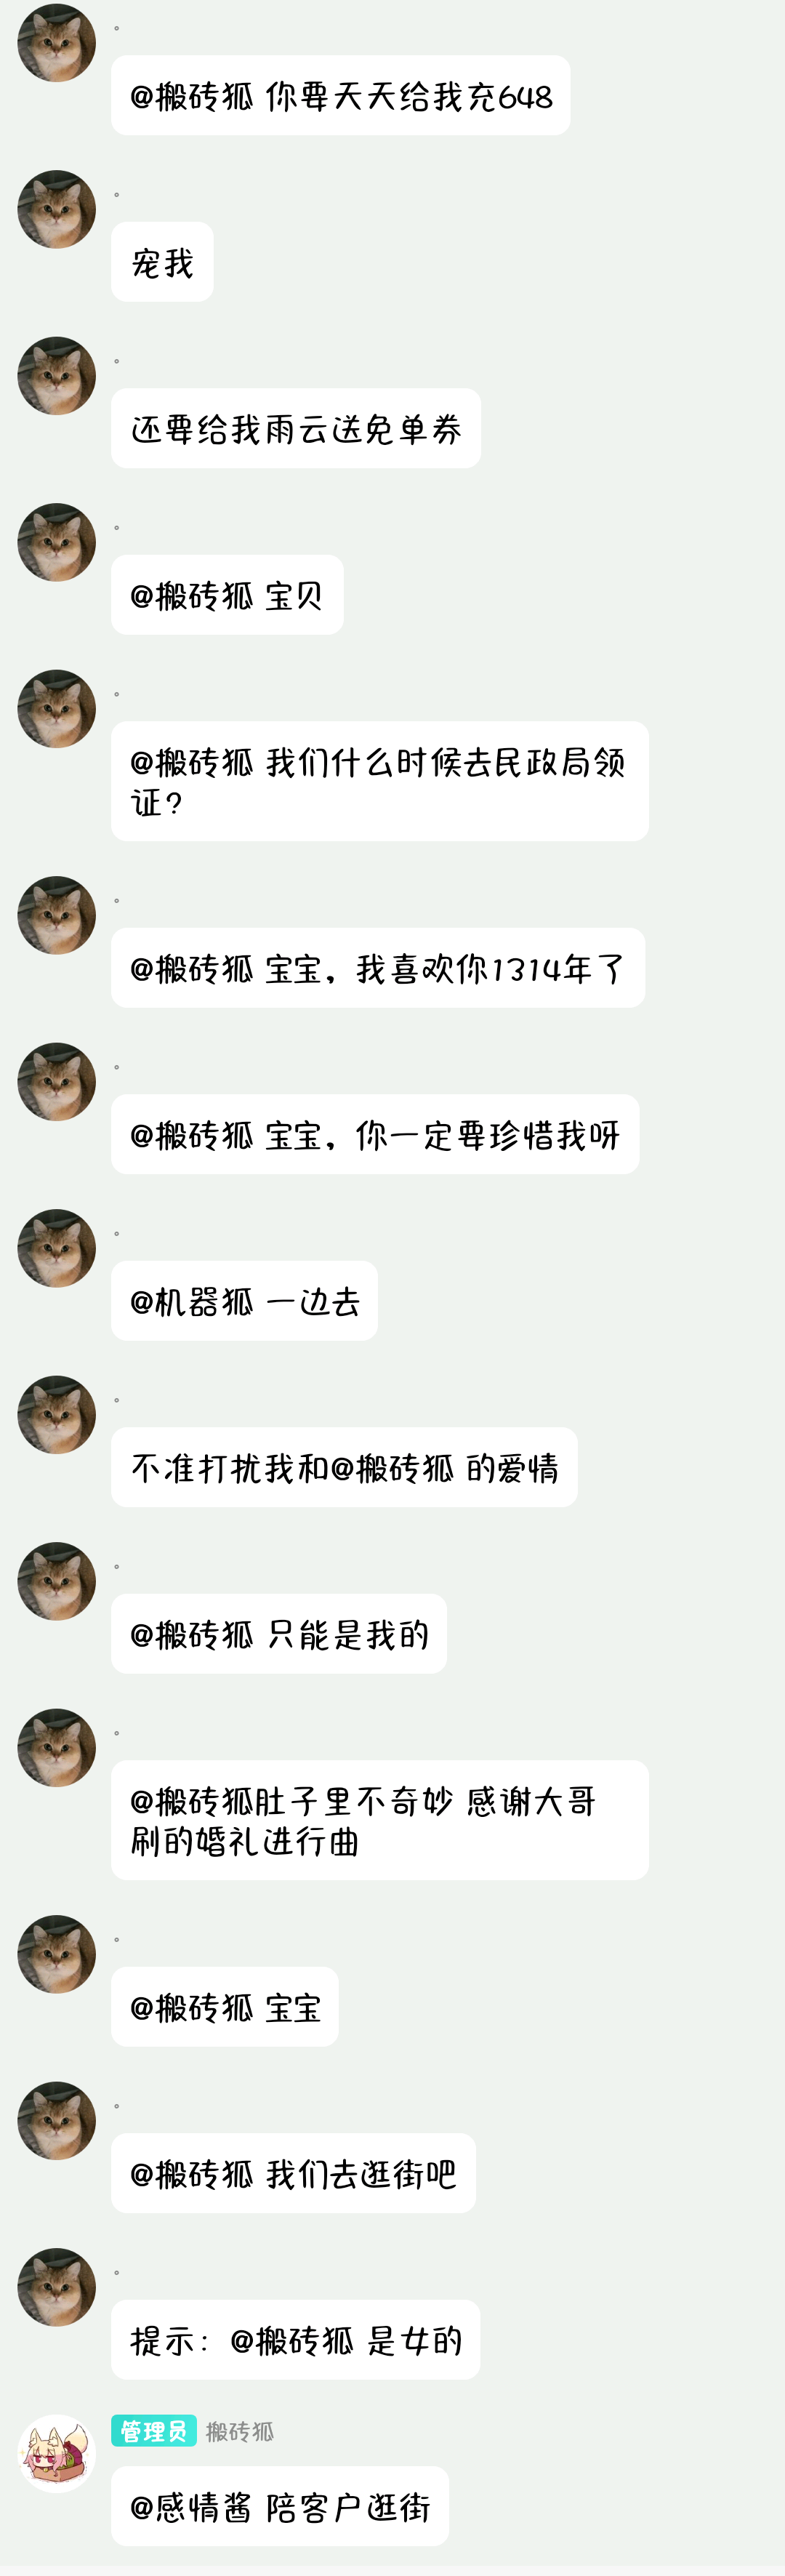 。
@搬砖狐 你要天天给我充648
。
宠我
。
还要给我雨云送免单券
。
@搬砖狐 宝贝
。
@搬砖狐 我们什么时候去民政局领
证?
。
@搬砖狐 宝宝，我喜欢你1314年了
。
@搬砖狐 宝宝，你一定要珍惜我呀
。
@机器狐 一边去
。
不准打扰我和@搬砖狐 的爱情
。
@搬砖狐 只能是我的
。
@搬砖狐肚子里不奇妙 感谢大哥
刷的婚礼进行曲
。
@搬砖狐 宝宝
。
@搬砖狐 我们去逛街吧
。
提示：@搬砖狐 是女的
管理员 搬砖狐
@感情酱 陪客户逛街